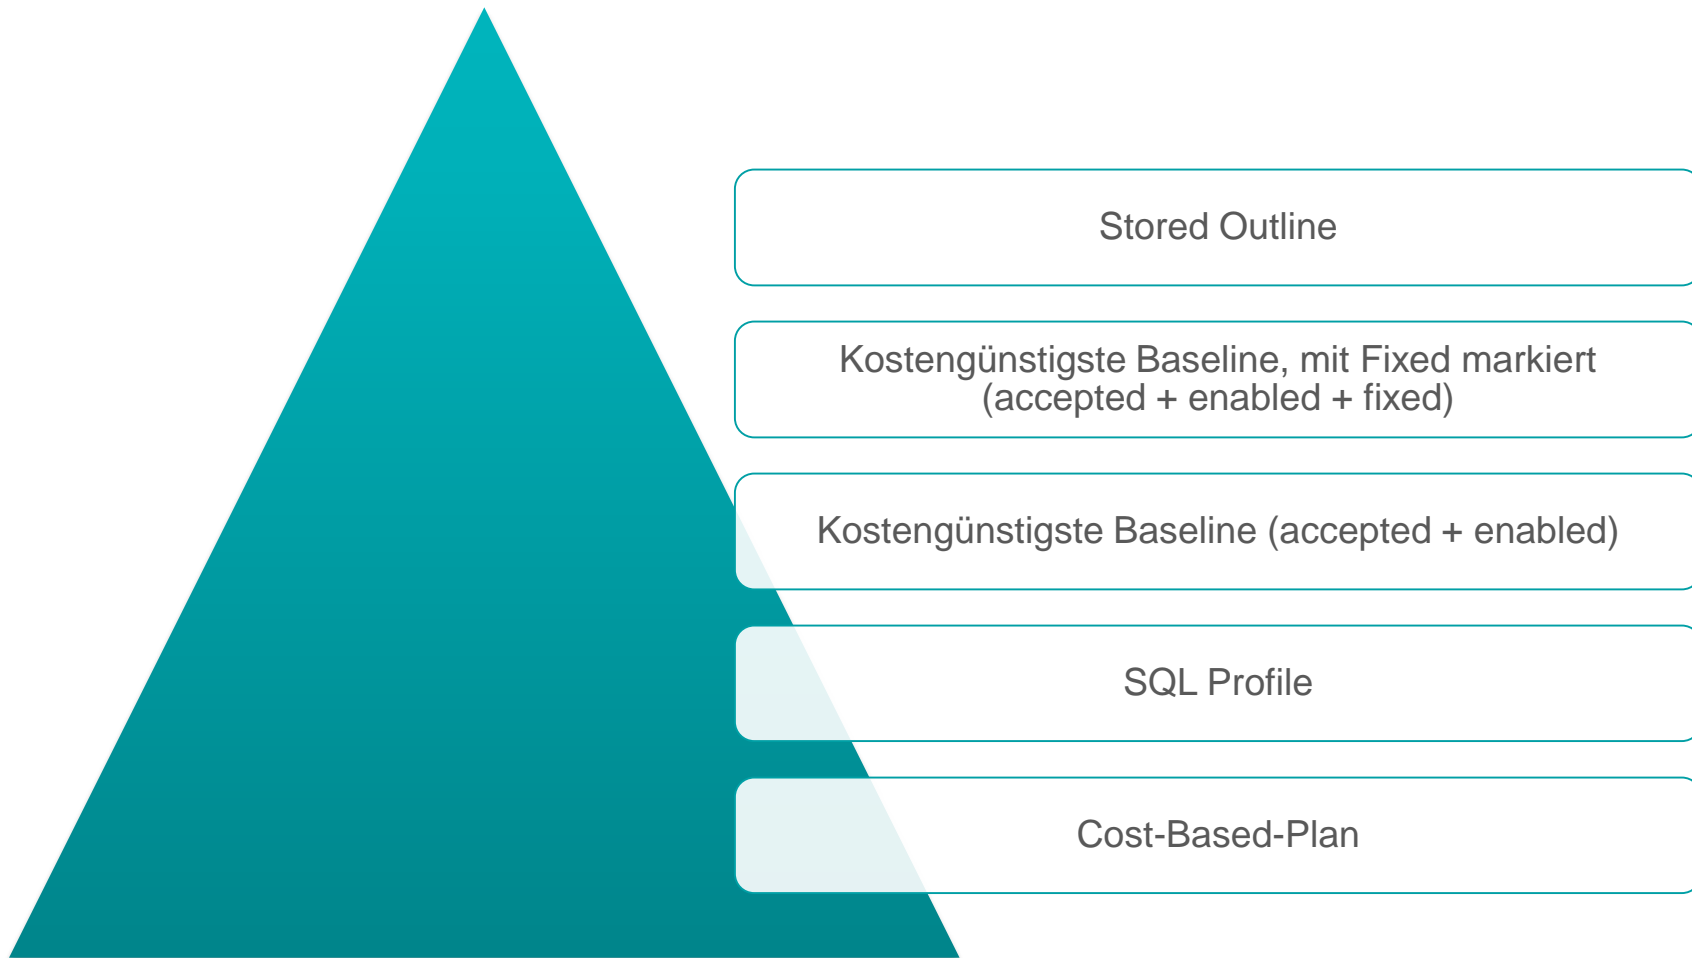 Stored Outline
Kostengünstigste Baseline, mit Fixed markiert
(accepted + enabled + fixed)
Kostengünstigste Baseline (accepted + enabled)
SQL Profile
Cost-Based-Plan